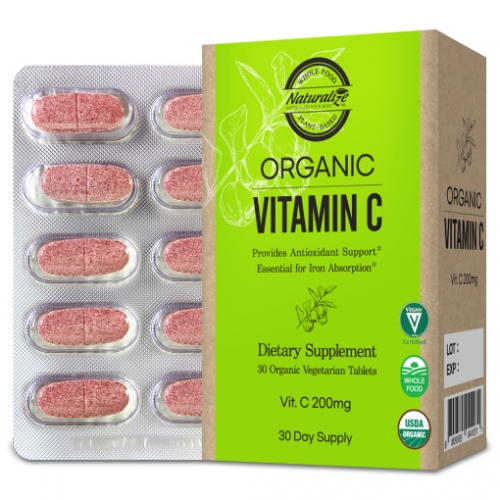 WHOLE FOOD
Naturalize
PLANT-BASED
ORGANIC
VITAMIN C
Provides Antioxidant Support*
Essential for Iron Absorption*
Dietary Supplement
30 Organic Vegetarian Tablets
Vit. C 200mg
30 Day Supply
VEGAN
Certified
WHOLE
FOOD
USDA
ORGANIC
ORGANIC
VITAMIN C
Vit. C 200mg
LOT :
EXP :